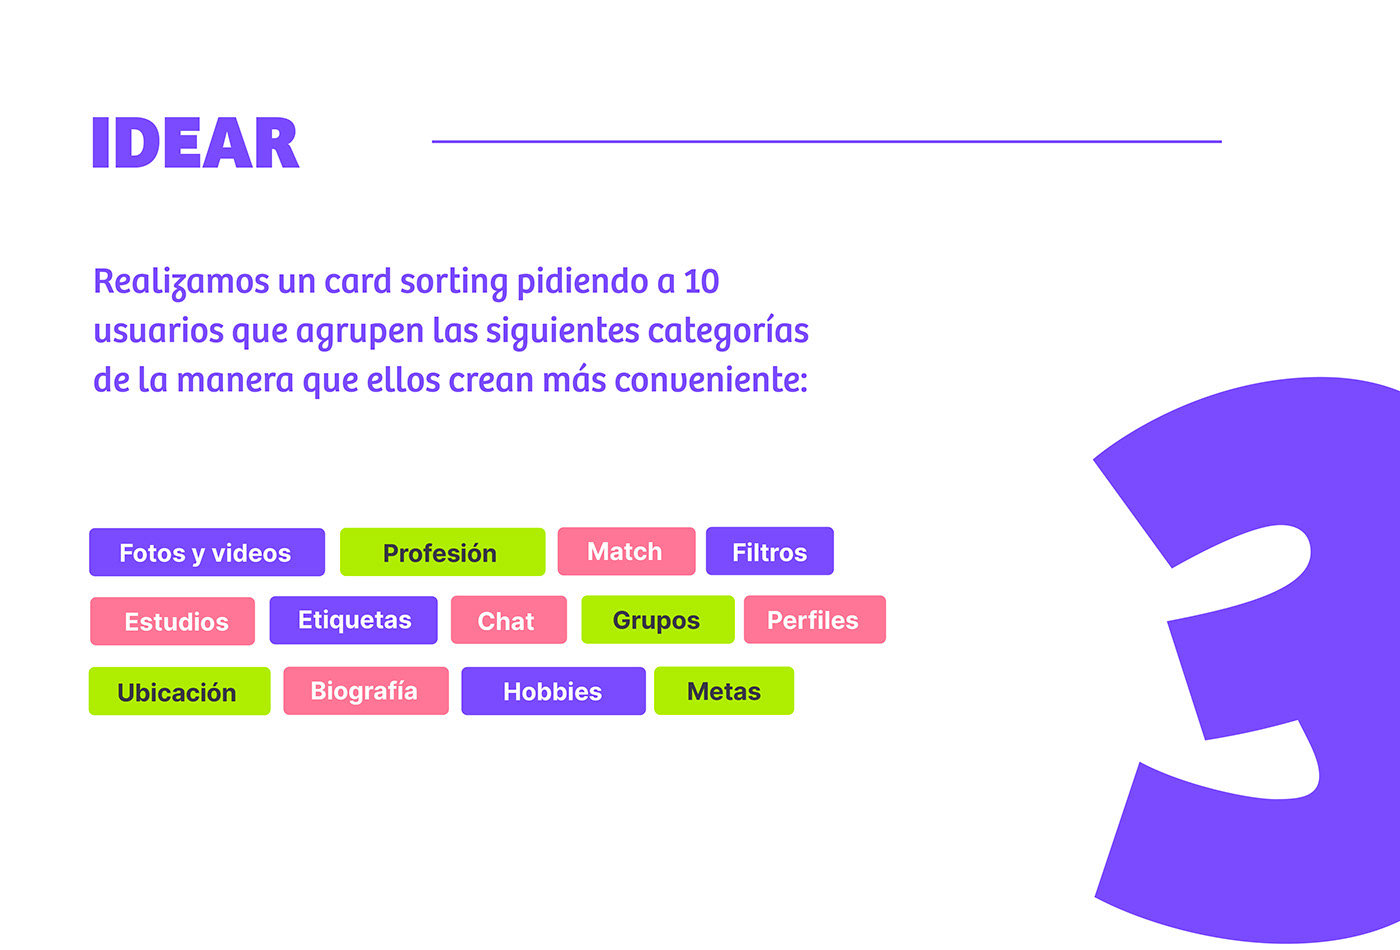 IDEAR
Realizamos un card sorting pidiendo a 10
usuarios que agrupen las siguientes categorías
de la manera que ellos crean más conveniente:
Fotos y videos Profesión Match Filtros
Estudios Etiquetas Chat Grupos Perfiles
Ubicación Biografía Hobbies Metas
3